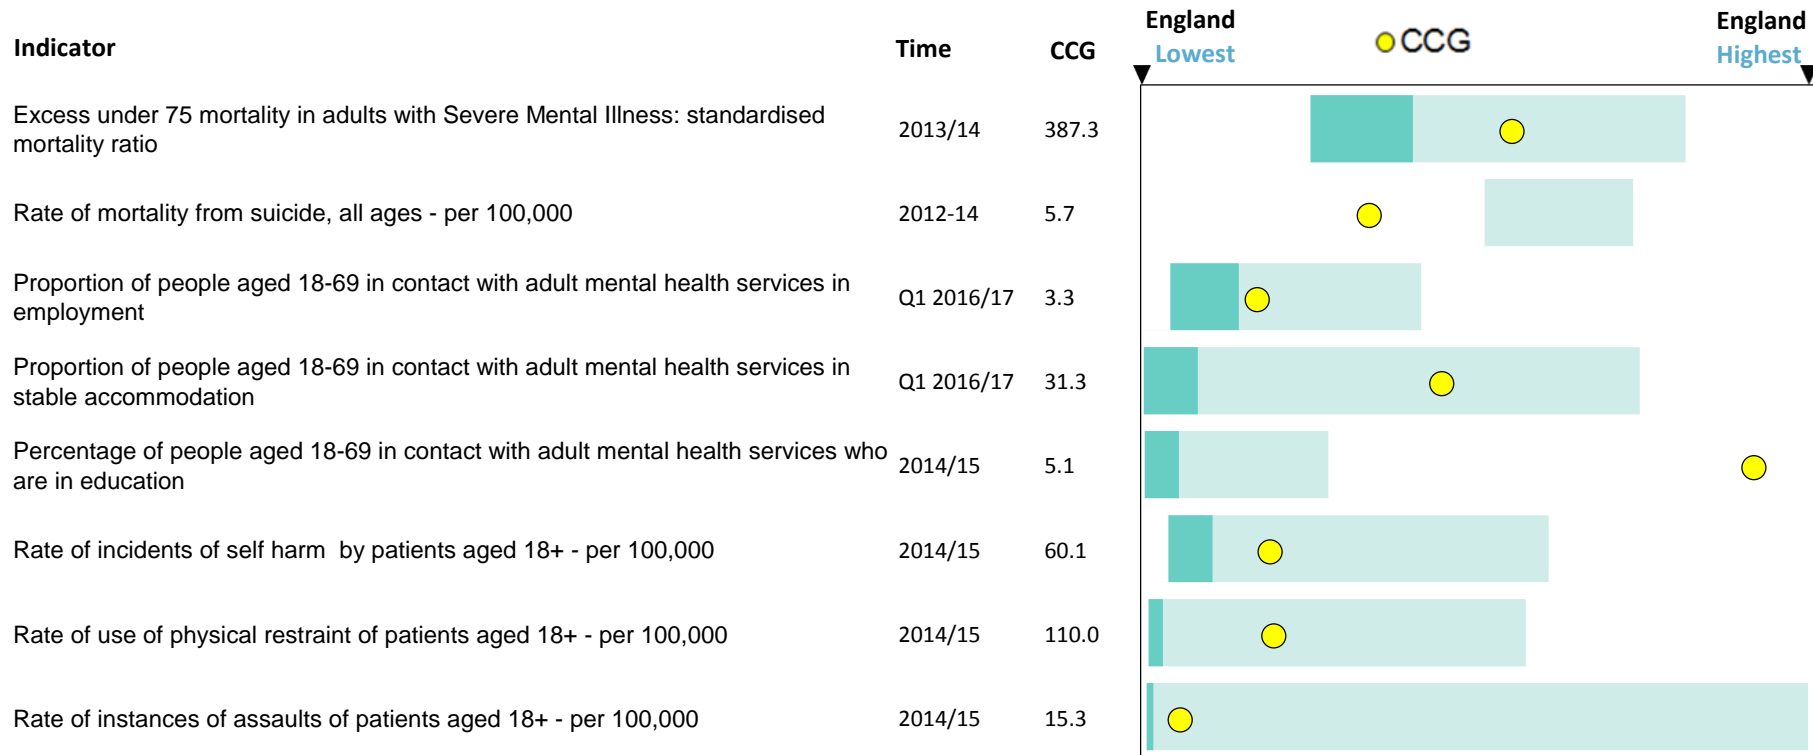 Indicator Time CCG England Lowest CCG England Highest
Excess under 75 mortality in adults with Severe Mental Illness: standardised
mortality ratio
2013/14 387.3
Rate of mortality from suicide, all ages - per 100,000 2012-14 5.7
Proportion of people aged 18-69 in contact with adult mental health services in
employment
Q1 2016/17 3.3
Proportion of people aged 18-69 in contact with adult mental health services in
stable accommodation
Q1 2016/17 31.3
Percentage of people aged 18-69 in contact with adult mental health services who
are in education
2014/15 5.1
Rate of incidents of self harm  by patients aged 18+ - per 100,000 2014/15 60.1
Rate of use of physical restraint of patients aged 18+ - per 100,000 2014/15 110.0
Rate of instances of assaults of patients aged 18+ - per 100,000 2014/15 15.3